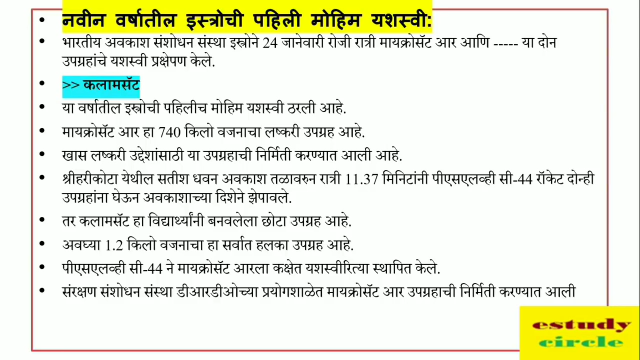 • नवीन वर्षातील इस्त्रोची पहिली मोहिम यशस्वी:
• भारतीय अवकाश संशोधन संस्था इस्रोने 24 जानेवारी रोजी रात्री मायक्रोसॅट आर आणि ----- या दोन
उपग्रहांचे यशस्वी प्रक्षेपण केले.
• >> कलामसॅट
• या वर्षातील इस्रोची पहिलीच मोहिम यशस्वी ठरली आहे.
• मायक्रोसॅट आर हा 740 किलो वजनाचा लष्करी उपग्रह आहे.
• खास लष्करी उद्देशांसाठी या उपग्रहाची निर्मिती करण्यात आली आहे.
• श्रीहरीकोटा येथील सतीश धवन अवकाश तळावरुन रात्री 11.37 मिनिटांनी पीएसएलव्ही सी-44 रॉकेट दोन्ही
उपग्रहांना घेऊन अवकाशाच्या दिशेने झेपावले.
• तर कलामसॅट हा विद्यार्थ्यांनी बनवलेला छोटा उपग्रह आहे.
• अवघ्या 1.2 किलो वजनाचा हा सर्वात हलका उपग्रह आहे.
• पीएसएलव्ही सी-44 ने मायक्रोसॅट आरला कक्षेत यशस्वीरित्या स्थापित केले.
• संरक्षण संशोधन संस्था डीआरडीओच्या प्रयोगशाळेत मायक्रोसॅट आर उपग्रहाची निर्मिती करण्यात आली
estudy
circle